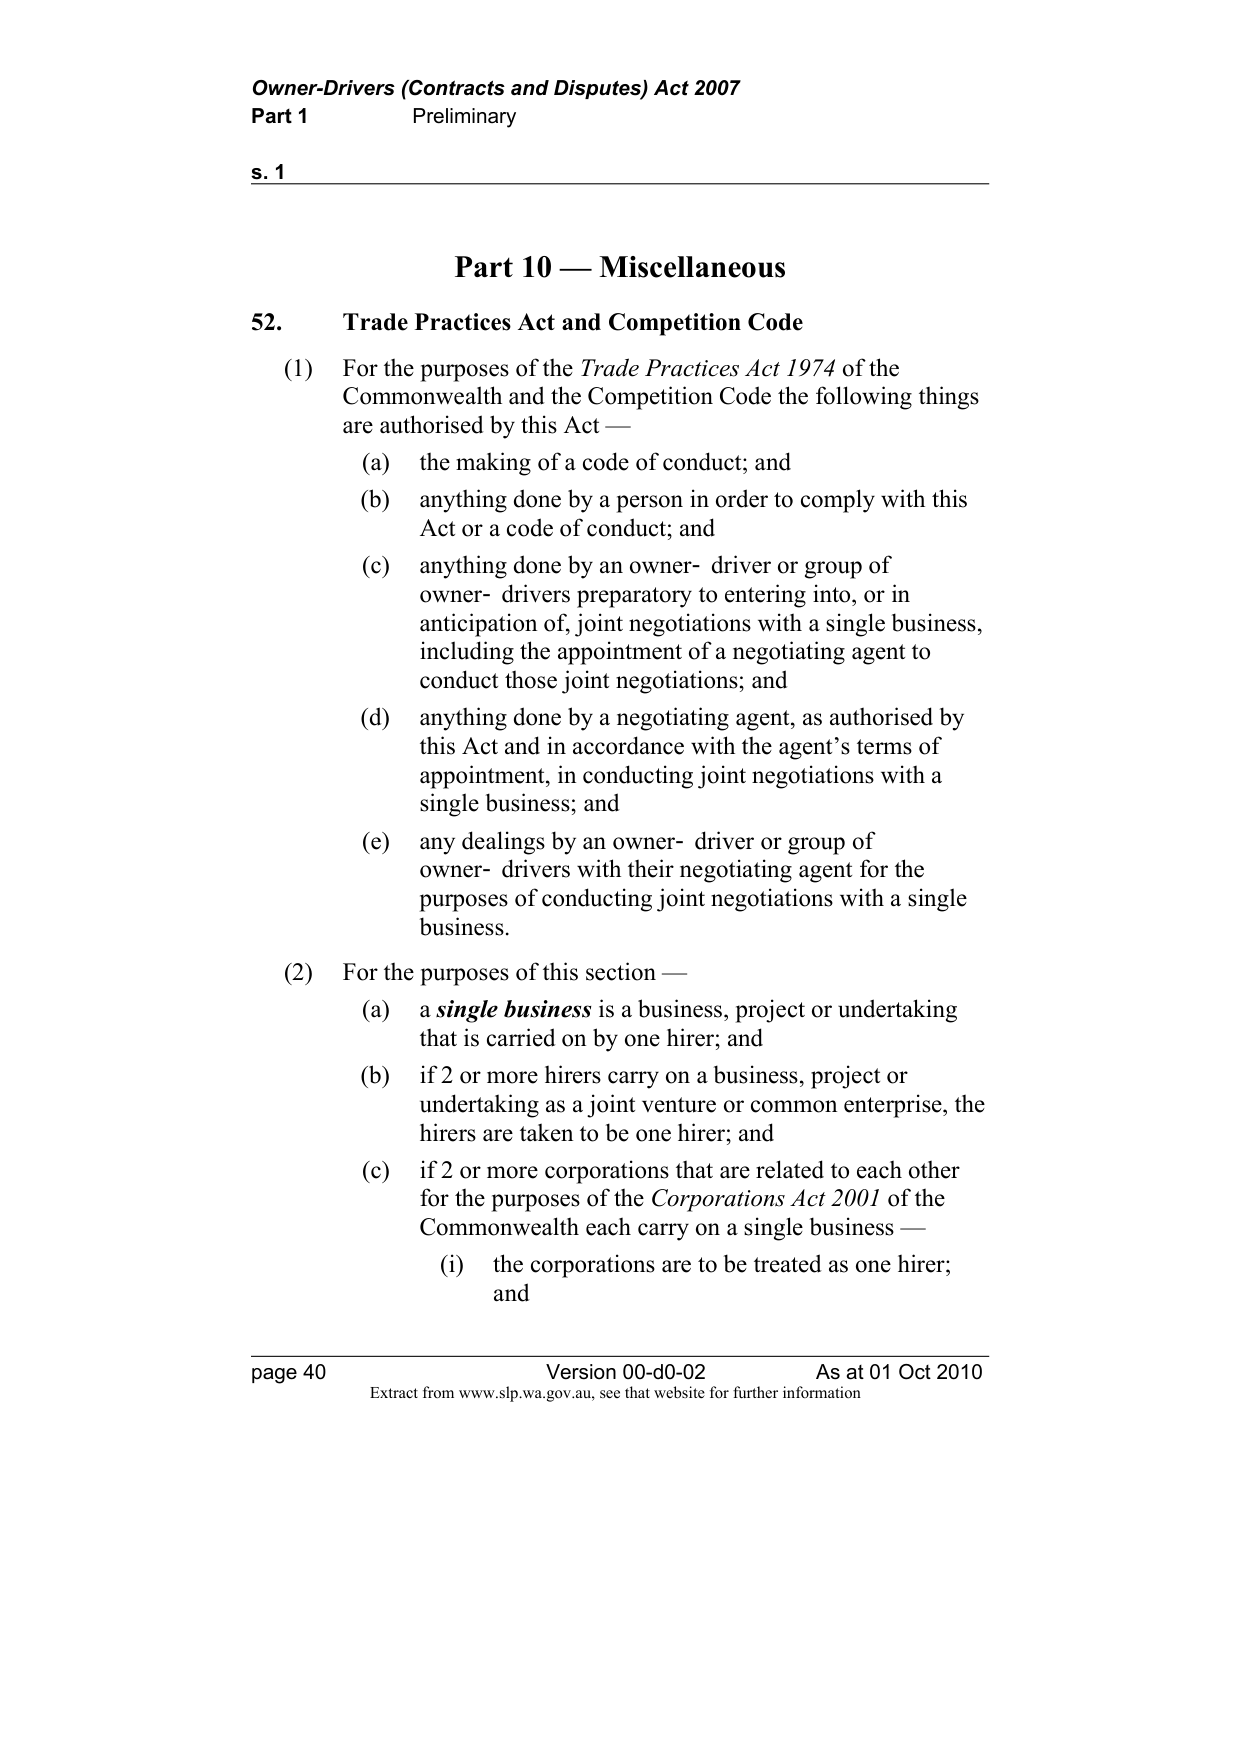 Owner-Drivers (Contracts and Disputes) Act 2007
Part 1 Preliminary
s. 1
Part 10 — Miscellaneous
52. Trade Practices Act and Competition Code
(1) For the purposes of the Trade Practices Act 1974 of the
Commonwealth and the Competition Code the following things
are authorised by this Act —
(a) the making of a code of conduct; and
(b) anything done by a person in order to comply with this
Act or a code of conduct; and
(c) anything done by an owner- driver or group of
owner- drivers preparatory to entering into, or in
anticipation of, joint negotiations with a single business,
including the appointment of a negotiating agent to
conduct those joint negotiations; and
(d) anything done by a negotiating agent, as authorised by
this Act and in accordance with the agent’s terms of
appointment, in conducting joint negotiations with a
single business; and
(e) any dealings by an owner- driver or group of
owner- drivers with their negotiating agent for the
purposes of conducting joint negotiations with a single
business.
(2) For the purposes of this section —
(a) a single business is a business, project or undertaking
that is carried on by one hirer; and
(b) if 2 or more hirers carry on a business, project or
undertaking as a joint venture or common enterprise, the
hirers are taken to be one hirer; and
(c) if 2 or more corporations that are related to each other
for the purposes of the Corporations Act 2001 of the
Commonwealth each carry on a single business —
(i) the corporations are to be treated as one hirer;
and
page 40 Version 00-d0-02 As at 01 Oct 2010
Extract from www.slp.wa.gov.au, see that website for further information